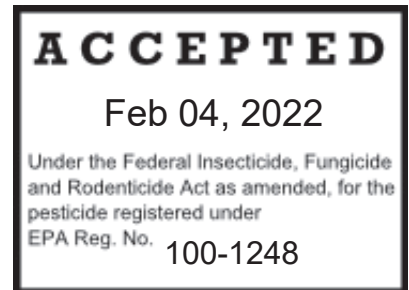 ACCEPTED
Feb 04, 2022
Under the Federal Insecticide, Fungicide
and Rodenticide Act as amended, for the
pesticide registered under
EPA Reg. No. 100-1248